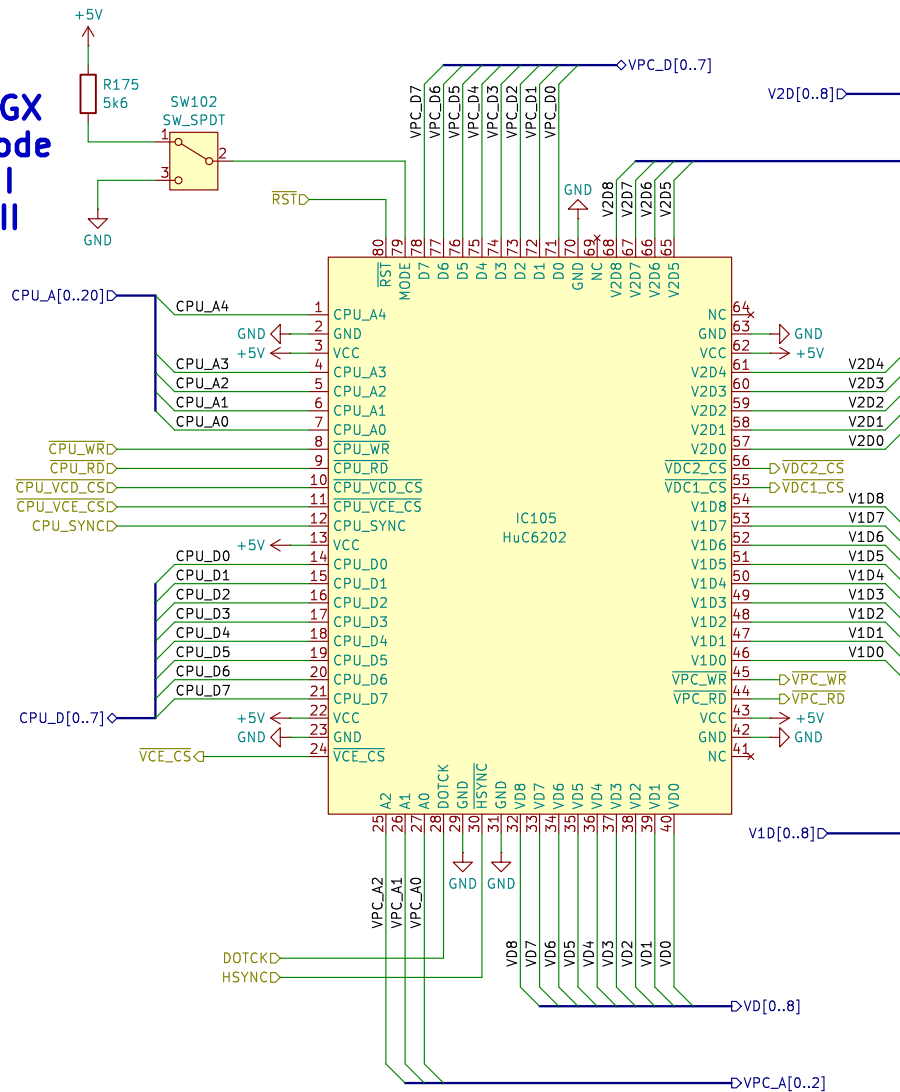 +5V
R175
5k6
GX
ode
I
II
SW102
SW_SPDT
1
2
3
GND
RST
VPC_D[0..7]
V2D[0..8]
VPC_D7
VPC_D6
VPC_D5
VPC_D4
VPC_D3
VPC_D2
VPC_D1
VPC_D0
GND
V2D8
V2D7
V2D6
V2D5
80
79
78
77
76
75
74
73
72
71
70
69
68
67
66
65
RST
MODE
D7
D6
D5
D4
D3
D2
D1
D0
GND
NC
V2D8
V2D7
V2D6
V2D5
CPU_A[0..20]
CPU_A4 1 CPU_A4
GND 2 GND
+5V 3 VCC
CPU_A3 4 CPU_A3
CPU_A2 5 CPU_A2
CPU_A1 6 CPU_A1
CPU_A0 7 CPU_A0
CPU_WR 8 CPU_WR
CPU_RD 9 CPU_RD
CPU_VCD_CS 10 CPU_VCD_CS
CPU_VCE_CS 11 CPU_VCE_CS
CPU_SYNC 12 CPU_SYNC
+5V 13 VCC
CPU_D0 14 CPU_D0
CPU_D1 15 CPU_D1
CPU_D2 16 CPU_D2
CPU_D3 17 CPU_D3
CPU_D4 18 CPU_D4
CPU_D5 19 CPU_D5
CPU_D6 20 CPU_D6
CPU_D7 21 CPU_D7
CPU_D[0..7]
+5V 22 VCC
GND 23 GND
VCE_CS 24 VCE_CS
IC105
HuC6202
NC 64
GND 63 GND
VCC 62 +5V
V2D4 61 V2D4
V2D3 60 V2D3
V2D2 59 V2D2
V2D1 58 V2D1
V2D0 57 V2D0
VDC2_CS 56 VDC2_CS
VDC1_CS 55 VDC1_CS
V1D8 54 V1D8
V1D7 53 V1D7
V1D6 52 V1D6
V1D5 51 V1D5
V1D4 50 V1D4
V1D3 49 V1D3
V1D2 48 V1D2
V1D1 47 V1D1
V1D0 46 V1D0
VPC_WR 45 VPC_WR
VPC_RD 44 VPC_RD
VCC 43 +5V
GND 42 GND
NC 41
A2
A1
A0
DOTCK
GND
HSYNC
GND
VD8
VD7
VD6
VD5
VD4
VD3
VD2
VD1
VD0
25
26
27
28
29
30
31
32
33
34
35
36
37
38
39
40
V1D[0..8]
GND
GND
VPC_A2
VPC_A1
VPC_A0
VD8
VD7
VD6
VD5
VD4
VD3
VD2
VD1
VD0
DOTCK
HSYNC
VD[0..8]
VPC_A[0..2]